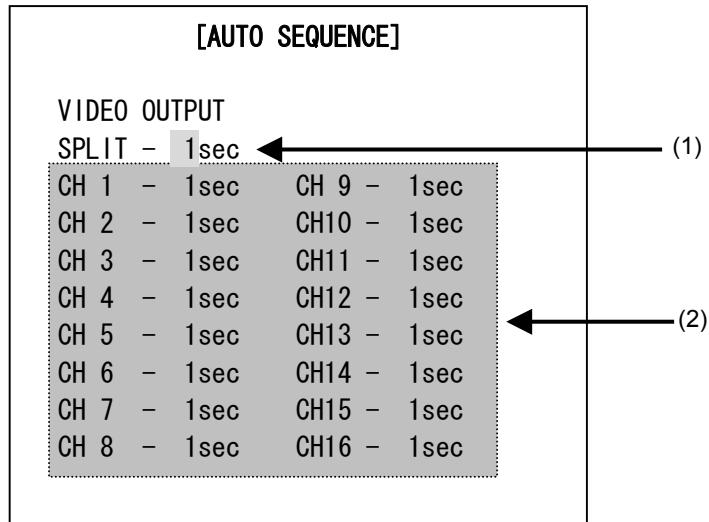 [AUTO SEQUENCE]
VIDEO OUTPUT
SPLIT - 1sec (1)
CH 1 - 1sec CH 9 - 1sec
CH 2 - 1sec CH10 - 1sec
CH 3 - 1sec CH11 - 1sec
CH 4 - 1sec CH12 - 1sec
(2)
CH 5 - 1sec CH13 - 1sec
CH 6 - 1sec CH14 - 1sec
CH 7 - 1sec CH15 - 1sec
CH 8 - 1sec CH16 - 1sec